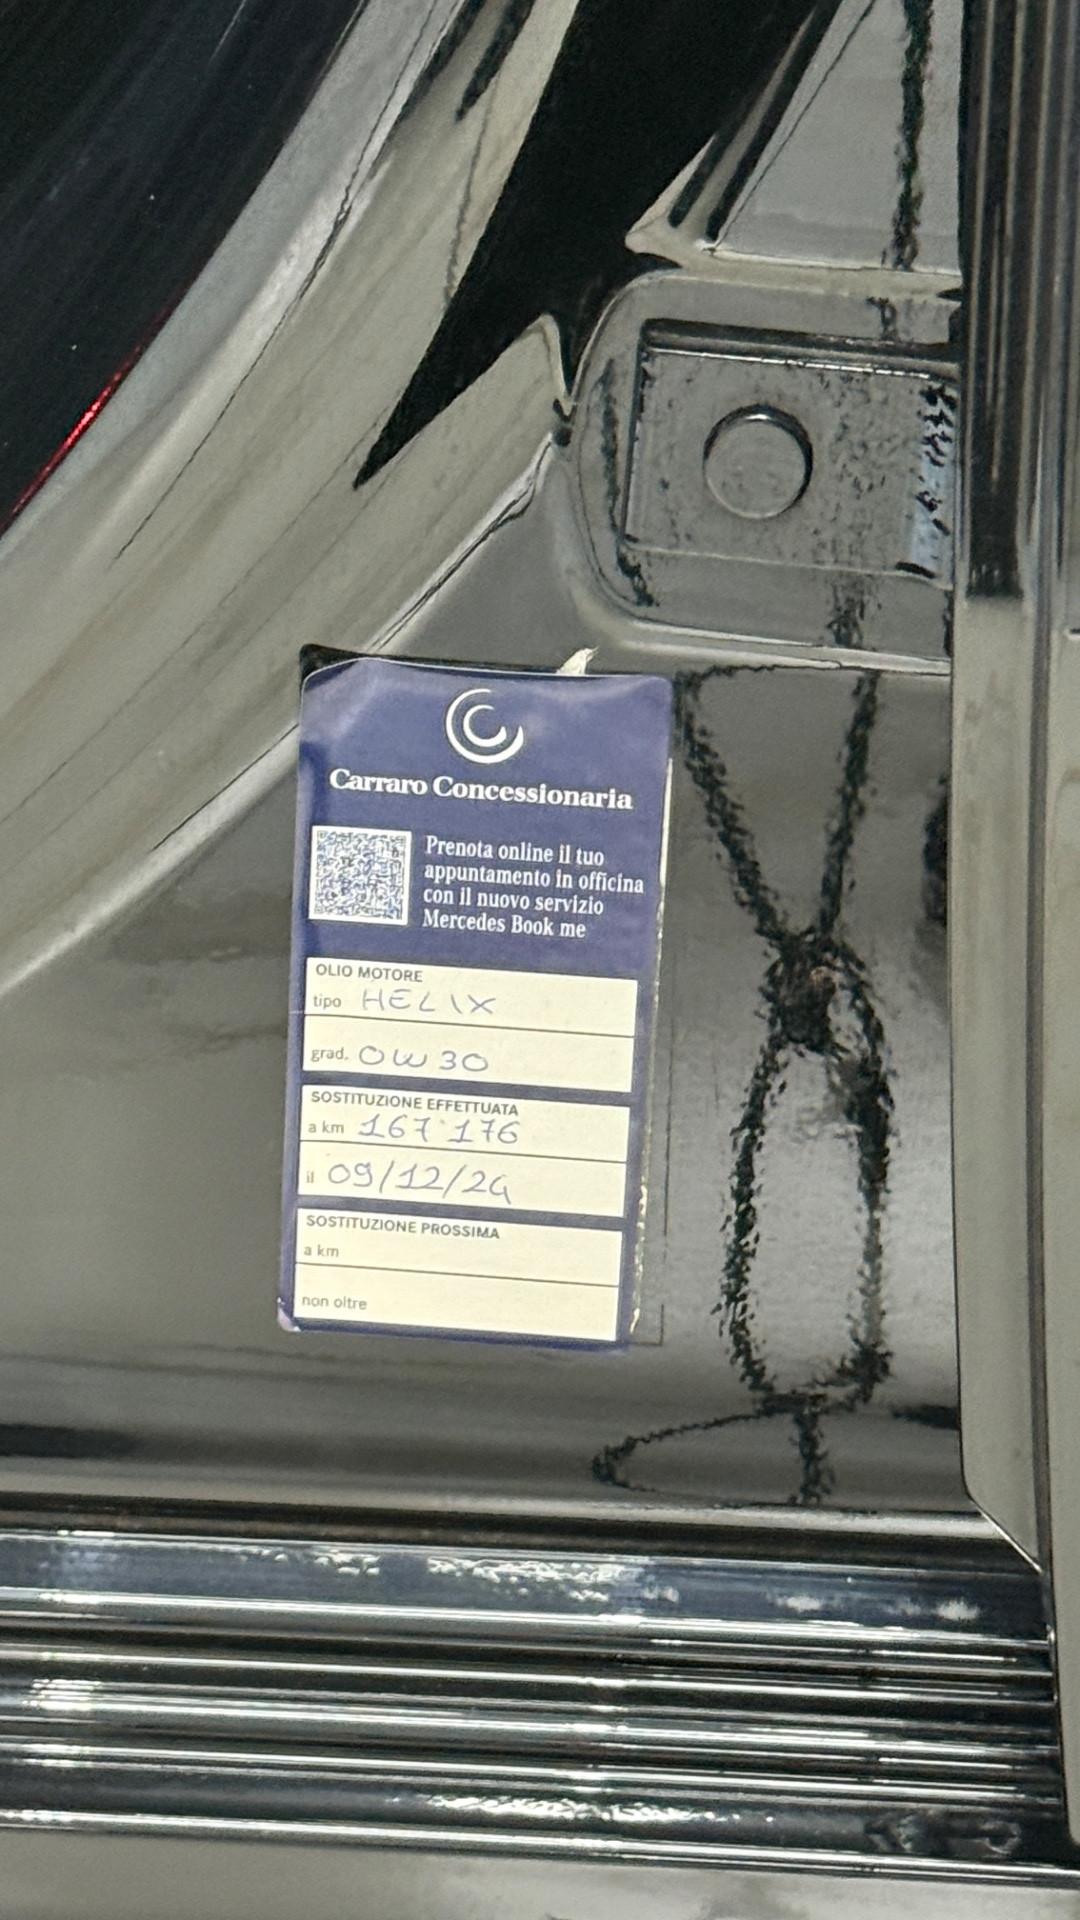 Carraro Concessionaria
Prenota online il tuo
appuntamento in officina
con il nuovo servizio
Mercedes Book me
OLIO MOTORE
tipo HELIX
grad. 0W30
SOSTITUZIONE EFFETTUATA
a km 167'176
il 09/12/24
SOSTITUZIONE PROSSIMA
a km
non oltre